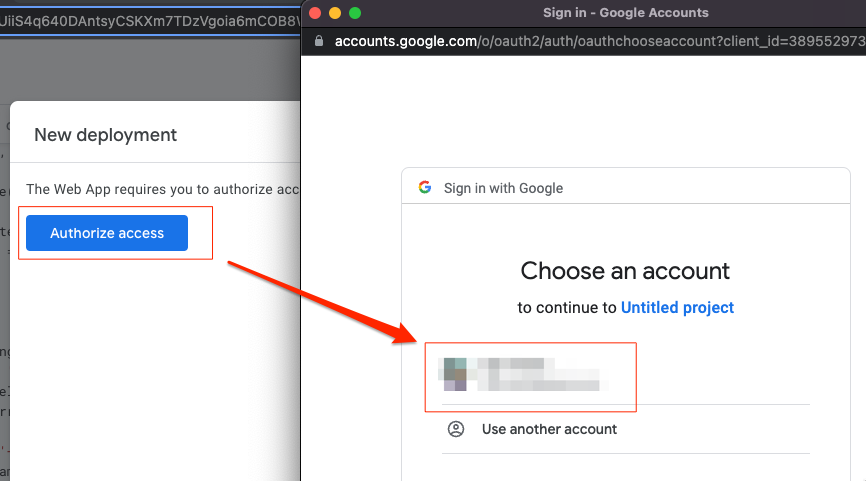 UiiS4q640DAntsyCSKXm7TDzVgoia6mCOB8V
Sign in - Google Accounts
accounts.google.com/o/oauth2/auth/oauthchooseaccount?client_id=389552973
New deployment
The Web App requires you to authorize acc
Authorize access
Sign in with Google
Choose an account
to continue to Untitled project
Use another account